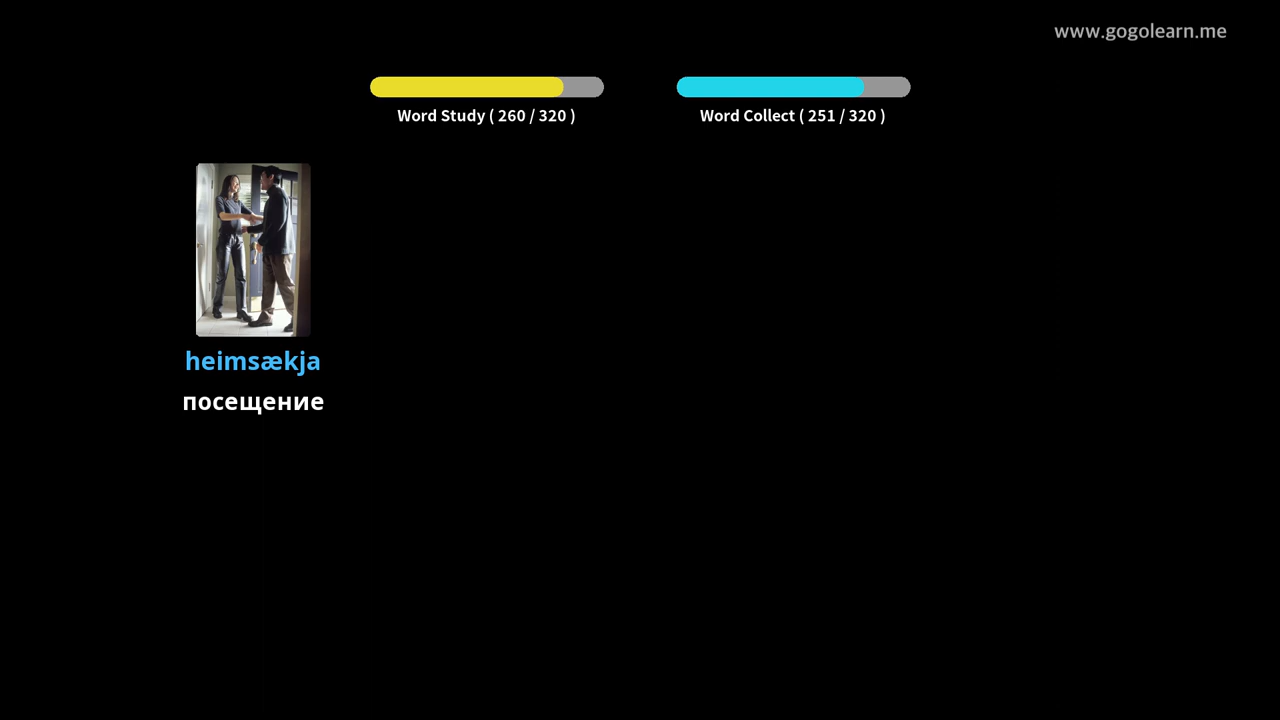 www.gogolearn.me
Word Study ( 260 / 320 )
Word Collect ( 251 / 320 )
heimsækja
посещение